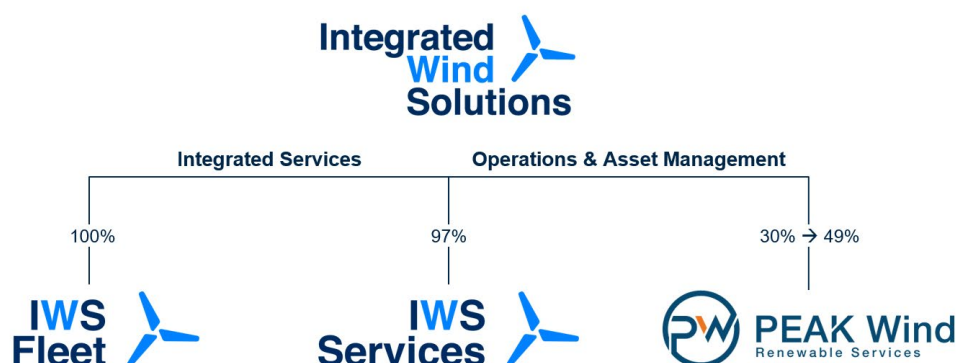 Integrated
Wind
Solutions
Integrated Services
Operations & Asset Management
100%
97%
30% → 49%
IWS
Fleet
IWS
Services
PW
PEAK Wind
Renewable Services